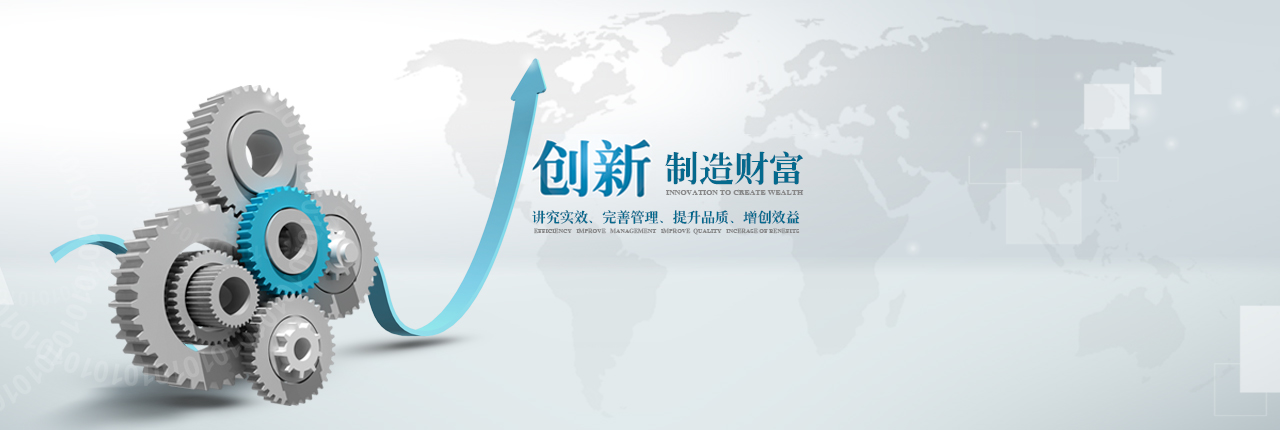 创新 制造财富
INNOVATION TO CREATE WEALTH
讲究实效、完善管理、提升品质、增创效益
EFFICIENCY IMPROVE MANAGEMENT IMPROVE QUALITY INCERASE OF BENEFITS